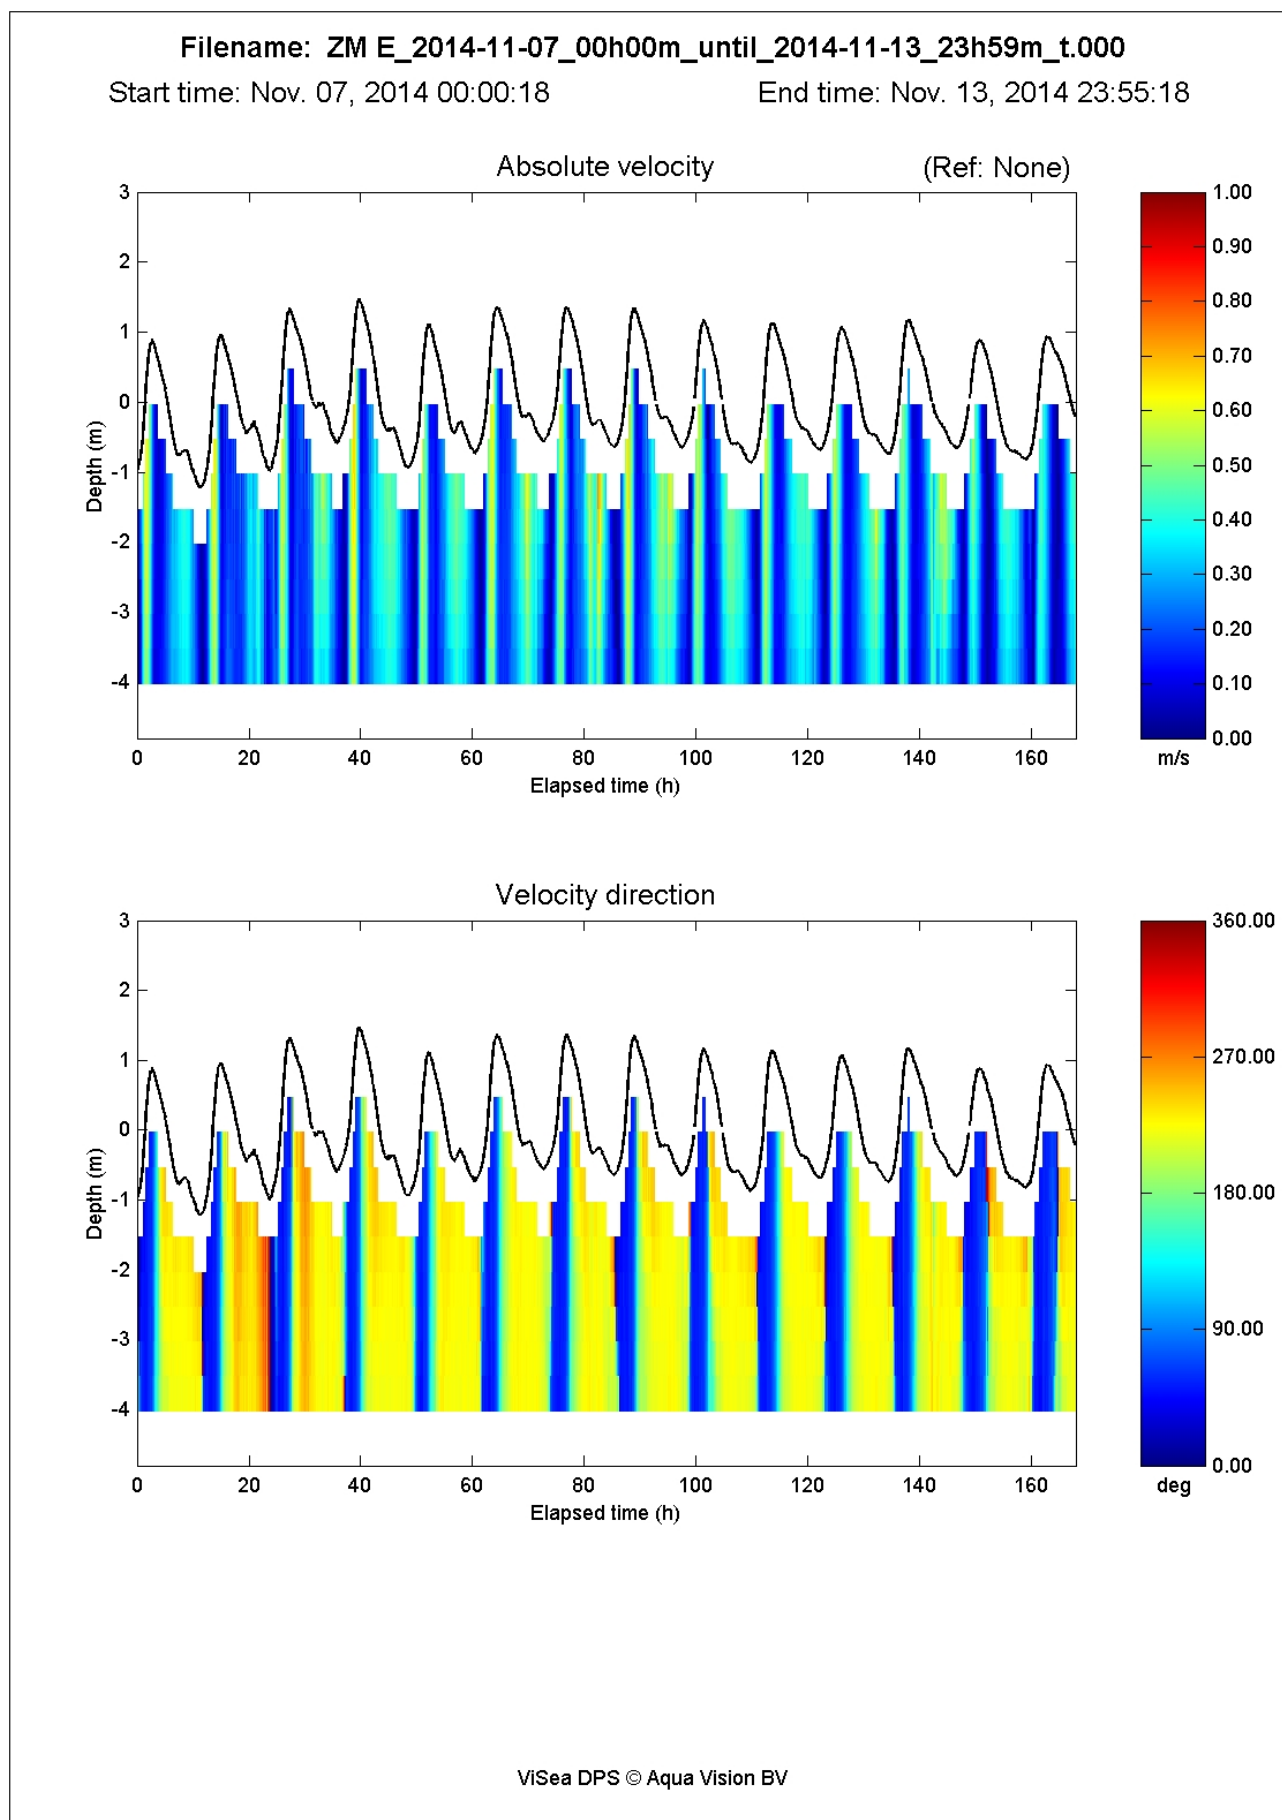 Filename: ZM E_2014-11-07_00h00m_until_2014-11-13_23h59m_t.000
Start time: Nov. 07, 2014 00:00:18 End time: Nov. 13, 2014 23:55:18
Absolute velocity (Ref: None)
3
2
1
0
-1
-2
-3
-4
Depth (m)
0 20 40 60 80 100 120 140 160
Elapsed time (h)
1.00
0.90
0.80
0.70
0.60
0.50
0.40
0.30
0.20
0.10
0.00
m/s
Velocity direction
3
2
1
0
-1
-2
-3
-4
Depth (m)
0 20 40 60 80 100 120 140 160
Elapsed time (h)
360.00
270.00
180.00
90.00
0.00
deg
ViSea DPS © Aqua Vision BV